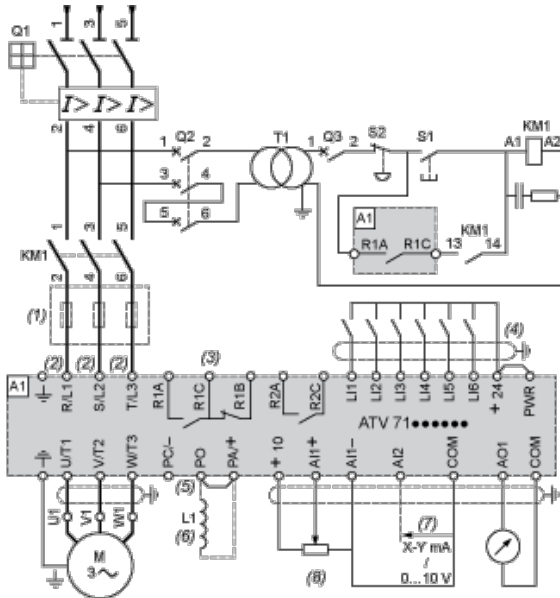 Q1
1 3 5
I> I> I>
2 4 6
1 Q2 2
3 4
5 6
T1
1 Q3 2
S2
S1
KM1
A1 A2
A1
R1A R1C
KM1
13 14
1 3 5
KM1
2 4 6
(1)
(2) (2) (2)
(3)
(4)
A1
R/L1 S/L2 T/L3 R1A R1C R1B R2A R2C LI1 LI2 LI3 LI4 LI5 LI6 + 24 PWR
ATV 71••••••
U/T1 V/T2 W/T3 PC/- PO PA/+ + 10 AI1+ AI1- AI2 COM AO1 COM
(5)
U1 V1 W1
L1
(6)
(7)
X-Y mA
/
0...10 V
(8)
M
3 ~